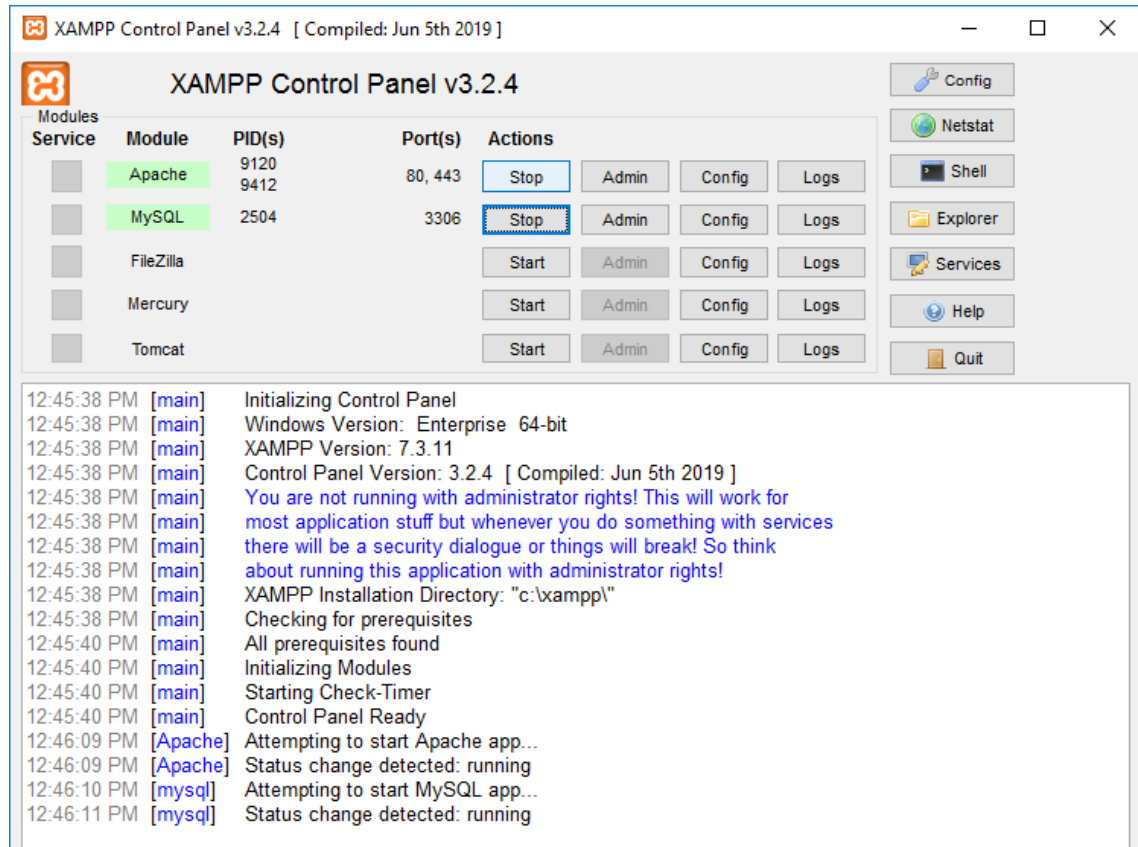 XAMPP Control Panel v3.2.4 [ Compiled: Jun 5th 2019 ]
XAMPP Control Panel v3.2.4
Config
Modules
Netstat
Service Module PID(s) Port(s) Actions
Apache 9120 9412 80, 443 Stop Admin Config Logs
Shell
MySQL 2504 3306 Stop Admin Config Logs
Explorer
FileZilla Start Admin Config Logs
Services
Mercury Start Admin Config Logs
Help
Tomcat Start Admin Config Logs
Quit
12:45:38 PM [main] Initializing Control Panel
12:45:38 PM [main] Windows Version: Enterprise 64-bit
12:45:38 PM [main] XAMPP Version: 7.3.11
12:45:38 PM [main] Control Panel Version: 3.2.4 [ Compiled: Jun 5th 2019 ]
12:45:38 PM [main] You are not running with administrator rights! This will work for
12:45:38 PM [main] most application stuff but whenever you do something with services
12:45:38 PM [main] there will be a security dialogue or things will break! So think
12:45:38 PM [main] about running this application with administrator rights!
12:45:38 PM [main] XAMPP Installation Directory: "c:\xampp\"
12:45:38 PM [main] Checking for prerequisites
12:45:40 PM [main] All prerequisites found
12:45:40 PM [main] Initializing Modules
12:45:40 PM [main] Starting Check-Timer
12:45:40 PM [main] Control Panel Ready
12:46:09 PM [Apache] Attempting to start Apache app...
12:46:09 PM [Apache] Status change detected: running
12:46:10 PM [mysql] Attempting to start MySQL app...
12:46:11 PM [mysql] Status change detected: running